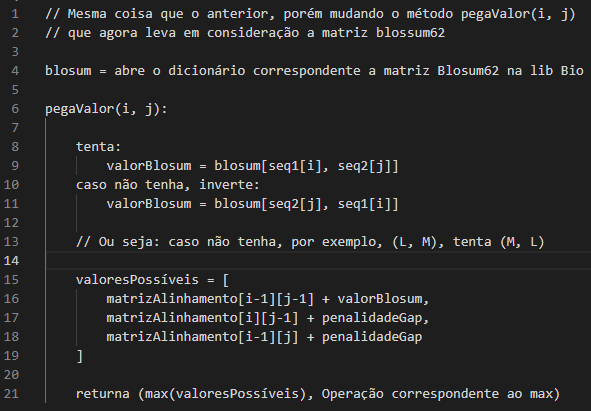 1 // Mesma coisa que o anterior, porém mudando o método pegaValor(i, j)
2 // que agora leva em consideração a matriz blossum62
3
4 blosum = abre o dicionário correspondente a matriz Blosum62 na lib Bio
5
6 pegaValor(i, j):
7
8 tenta:
9 valorBlosum = blosum[seq1[i], seq2[j]]
10 caso não tenha, inverte:
11 valorBlosum = blosum[seq2[j], seq1[i]]
12
13 // Ou seja: caso não tenha, por exemplo, (L, M), tenta (M, L)
14
15 valoresPossíveis = [
16 matrizAlinhamento[i-1][j-1] + valorBlosum,
17 matrizAlinhamento[i][j-1] + penalidadeGap,
18 matrizAlinhamento[i-1][j] + penalidadeGap
19 ]
20
21 returna (max(valoresPossíveis), Operação correspondente ao max)